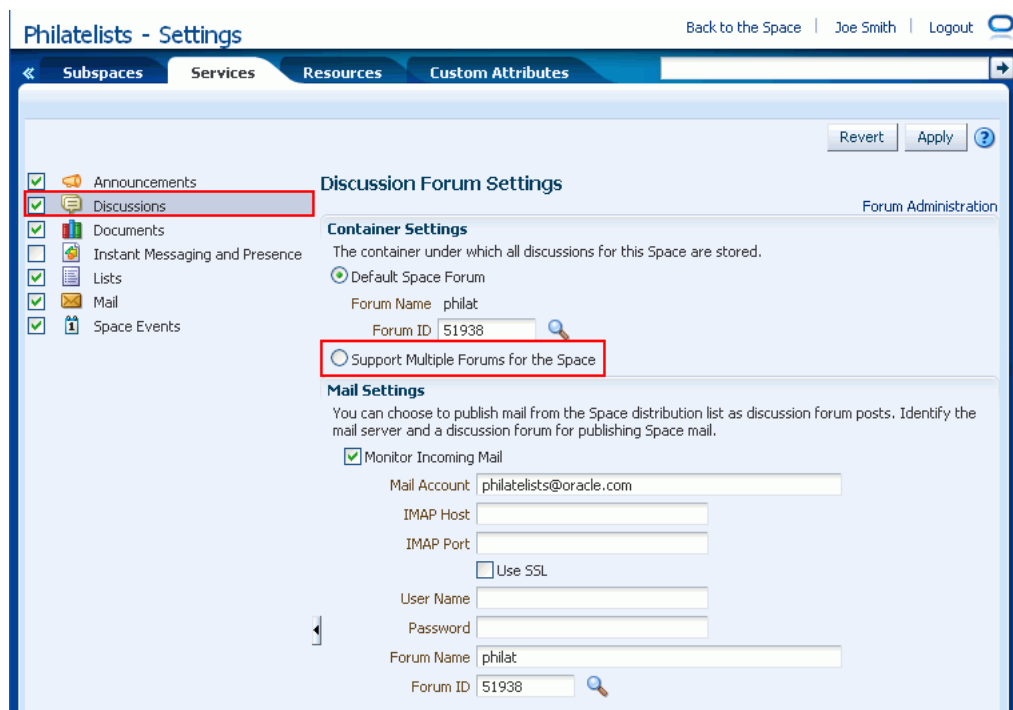 Philatelists - Settings
Back to the Space | Joe Smith | Logout
« Subspaces Services Resources Custom Attributes
Revert Apply ?
Announcements
Discussions
Documents
Instant Messaging and Presence
Lists
Mail
1 Space Events
Discussion Forum Settings
Forum Administration
Container Settings
The container under which all discussions for this Space are stored.
Default Space Forum
Forum Name philat
Forum ID 51938
Support Multiple Forums for the Space
Mail Settings
You can choose to publish mail from the Space distribution list as discussion forum posts. Identify the
mail server and a discussion forum for publishing Space mail.
Monitor Incoming Mail
Mail Account philatelists@oracle.com
IMAP Host
IMAP Port
Use SSL
User Name
Password
Forum Name philat
Forum ID 51938